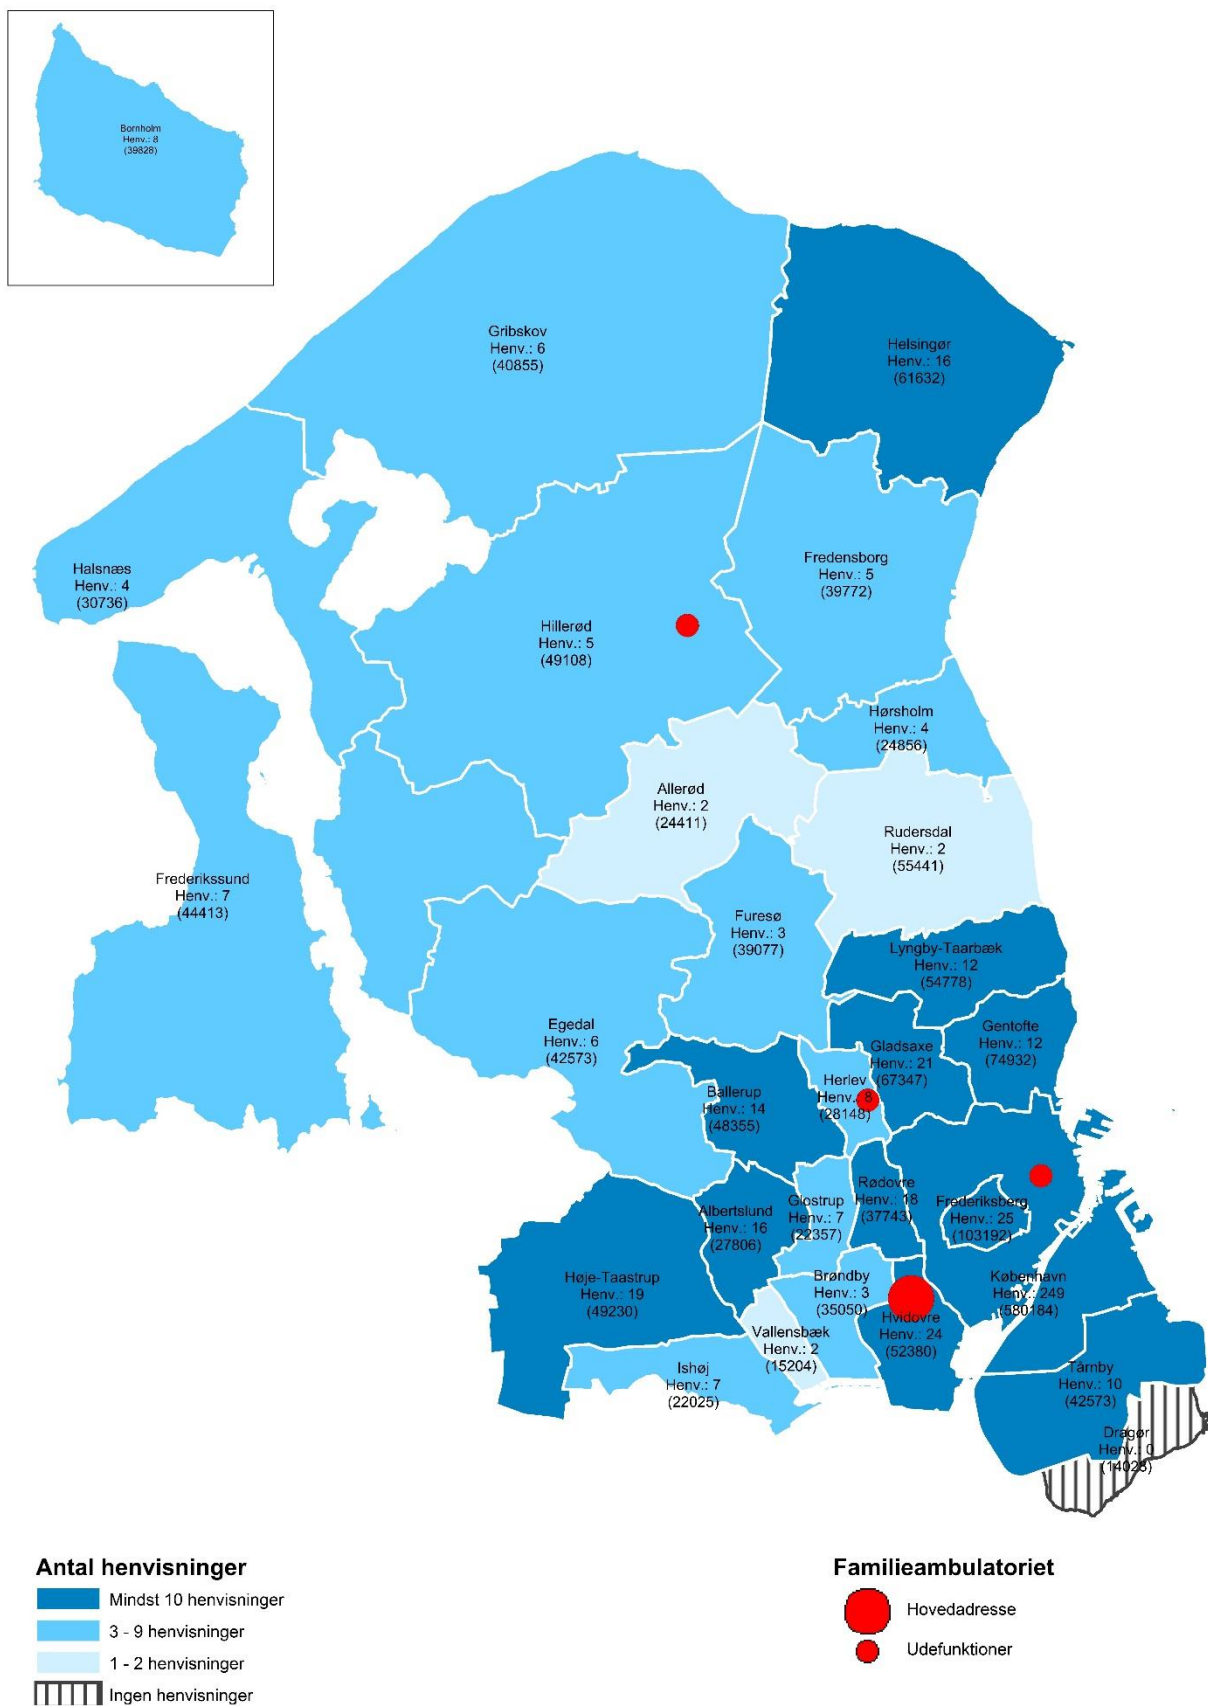 Bornholm
Henv.: 8
(39828)
Gribskov
Henv.: 6
(40855)
Helsingør
Henv.: 16
(61632)
Halsnæs
Henv.: 4
(30736)
Fredensborg
Henv.: 5
(39772)
Hillerød
Henv.: 5
(49108)
Hørsholm
Henv.: 4
(24856)
Allerød
Henv.: 2
(24411)
Rudersdal
Henv.: 2
(55441)
Frederikssund
Henv.: 7
(44413)
Furesø
Henv.: 3
(39077)
Lyngby-Taarbæk
Henv.: 12
(54778)
Egedal
Henv.: 6
(42573)
Gladsaxe
Henv.: 21
(67347)
Gentofte
Henv.: 12
(74932)
Ballerup
Henv.: 14
(48355)
Herlev
Henv.: 8
(28148)
Albertslund
Henv.: 16
(27806)
Glostrup
Henv.: 7
(22357)
Rødovre
Henv.: 18
(37743)
Frederiksberg
Henv.: 25
(103192)
Høje-Taastrup
Henv.: 19
(49230)
Brøndby
Henv.: 3
(35050)
København
Henv.: 249
(580184)
Hvidovre
Henv.: 24
(52380)
Vallensbæk
Henv.: 2
(15204)
Ishøj
Henv.: 7
(22025)
Tårnby
Henv.: 10
(42573)
Dragør
Henv.: 0
(14028)
Antal henvisninger
Mindst 10 henvisninger
3 - 9 henvisninger
1 - 2 henvisninger
Ingen henvisninger
Familieambulatoriet
Hovedadresse
Udefunktioner